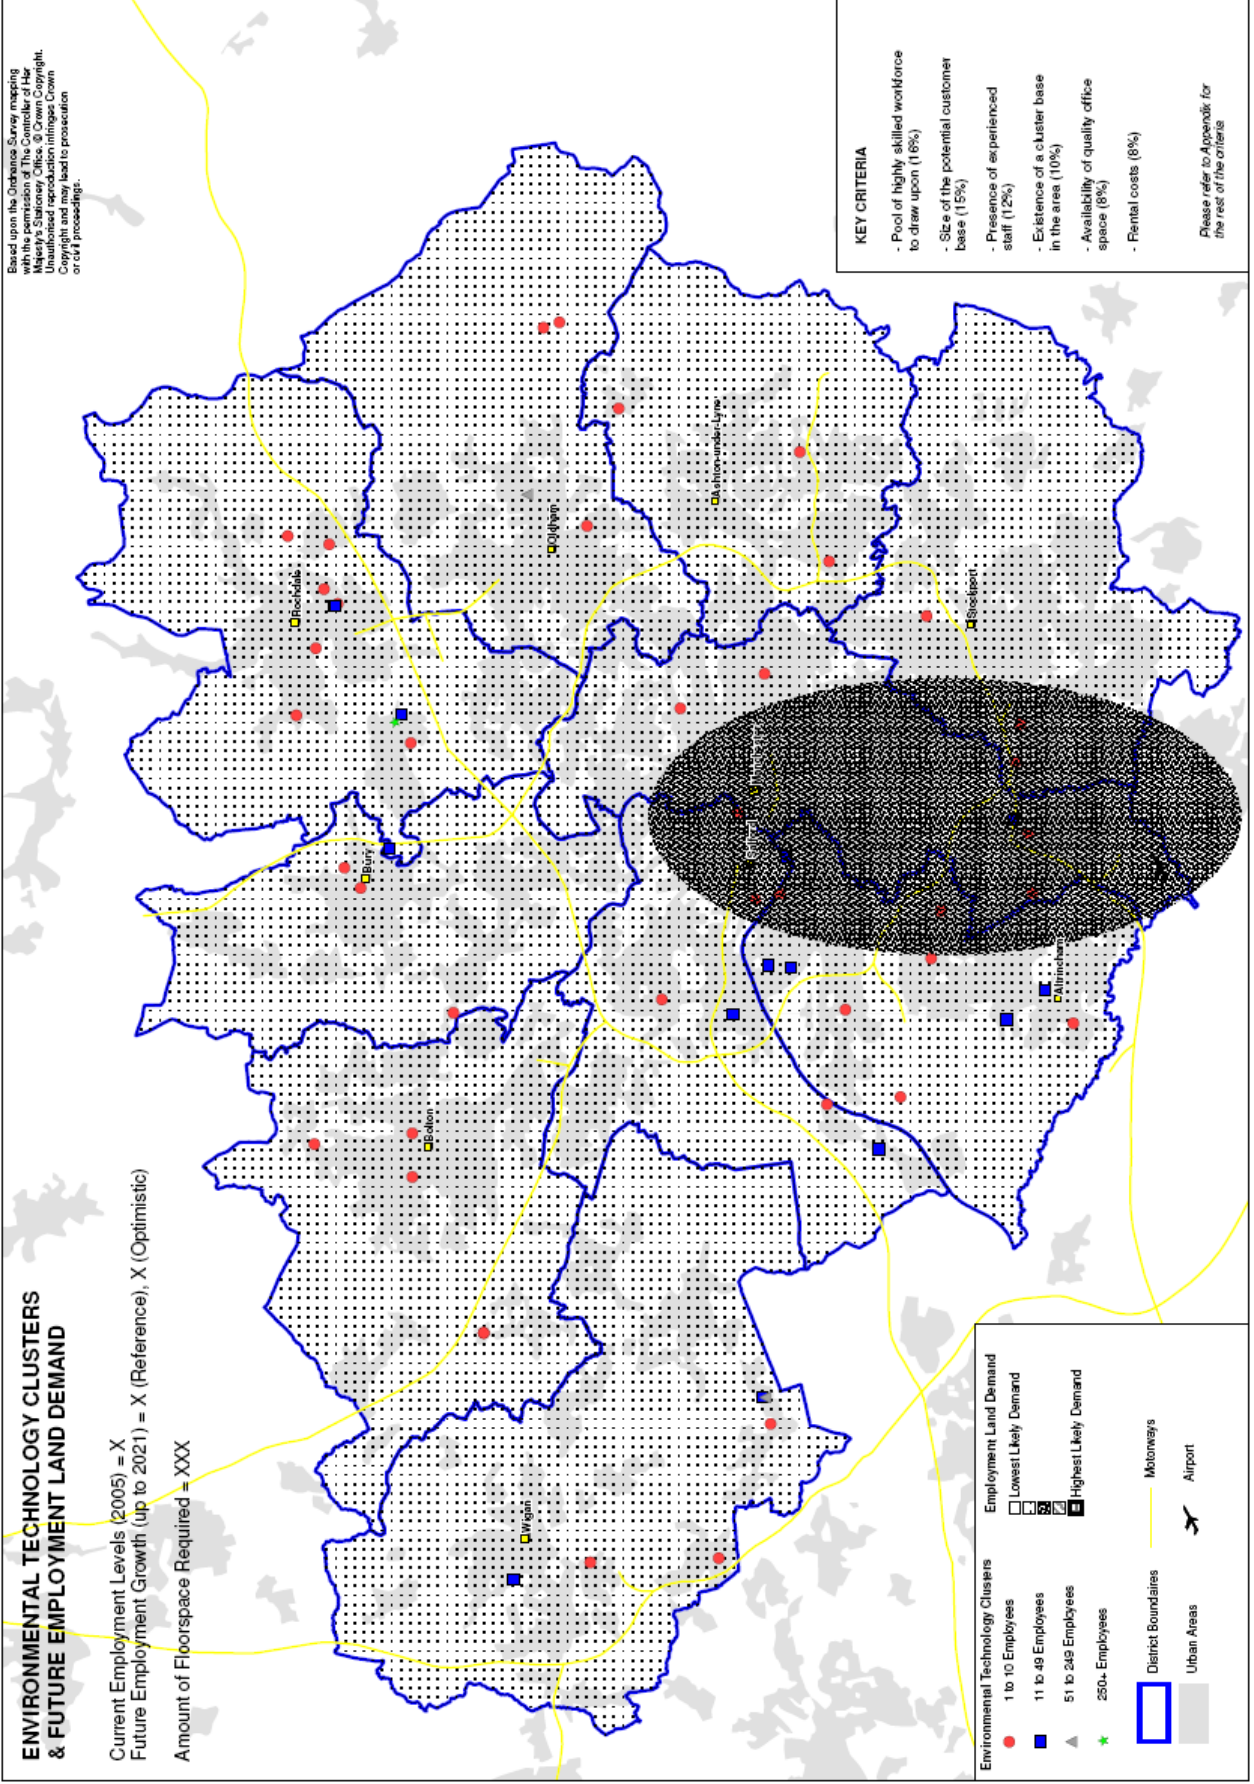 ENVIRONMENTAL TECHNOLOGY CLUSTERS
& FUTURE EMPLOYMENT LAND DEMAND
Current Employment Levels (2005) = X
Future Employment Growth (up to 2021) = X (Reference), X (Optimistic)
Amount of Floorspace Required = XXX
Based upon the Ordnance Survey mapping
with the permission of The Controller of Her
Majesty's Stationery Office, © Crown Copyright.
Unauthorised reproduction infringes Crown
Copyright and may lead to prosecution
or civil proceedings.
Rochdale
Bury
Bolton
Wigan
Oldham
Ashton-under-Lyne
Salford
Stockport
Altrincham
Environmental Technology Clusters
1 to 10 Employees
11 to 49 Employees
51 to 249 Employees
250+ Employees
District Boundaires
Urban Areas
Employment Land Demand
Lowest Likely Demand
Highest Likely Demand
Motorways
Airport
KEY CRITERIA
- Pool of highly skilled workforce
to draw upon (16%)
- Size of the potential customer
base (15%)
- Presence of experienced
staff (12%)
- Existence of a cluster base
in the area (10%)
- Availability of quality office
space (8%)
- Rental costs (8%)
Please refer to Appendix for
the rest of the criteria